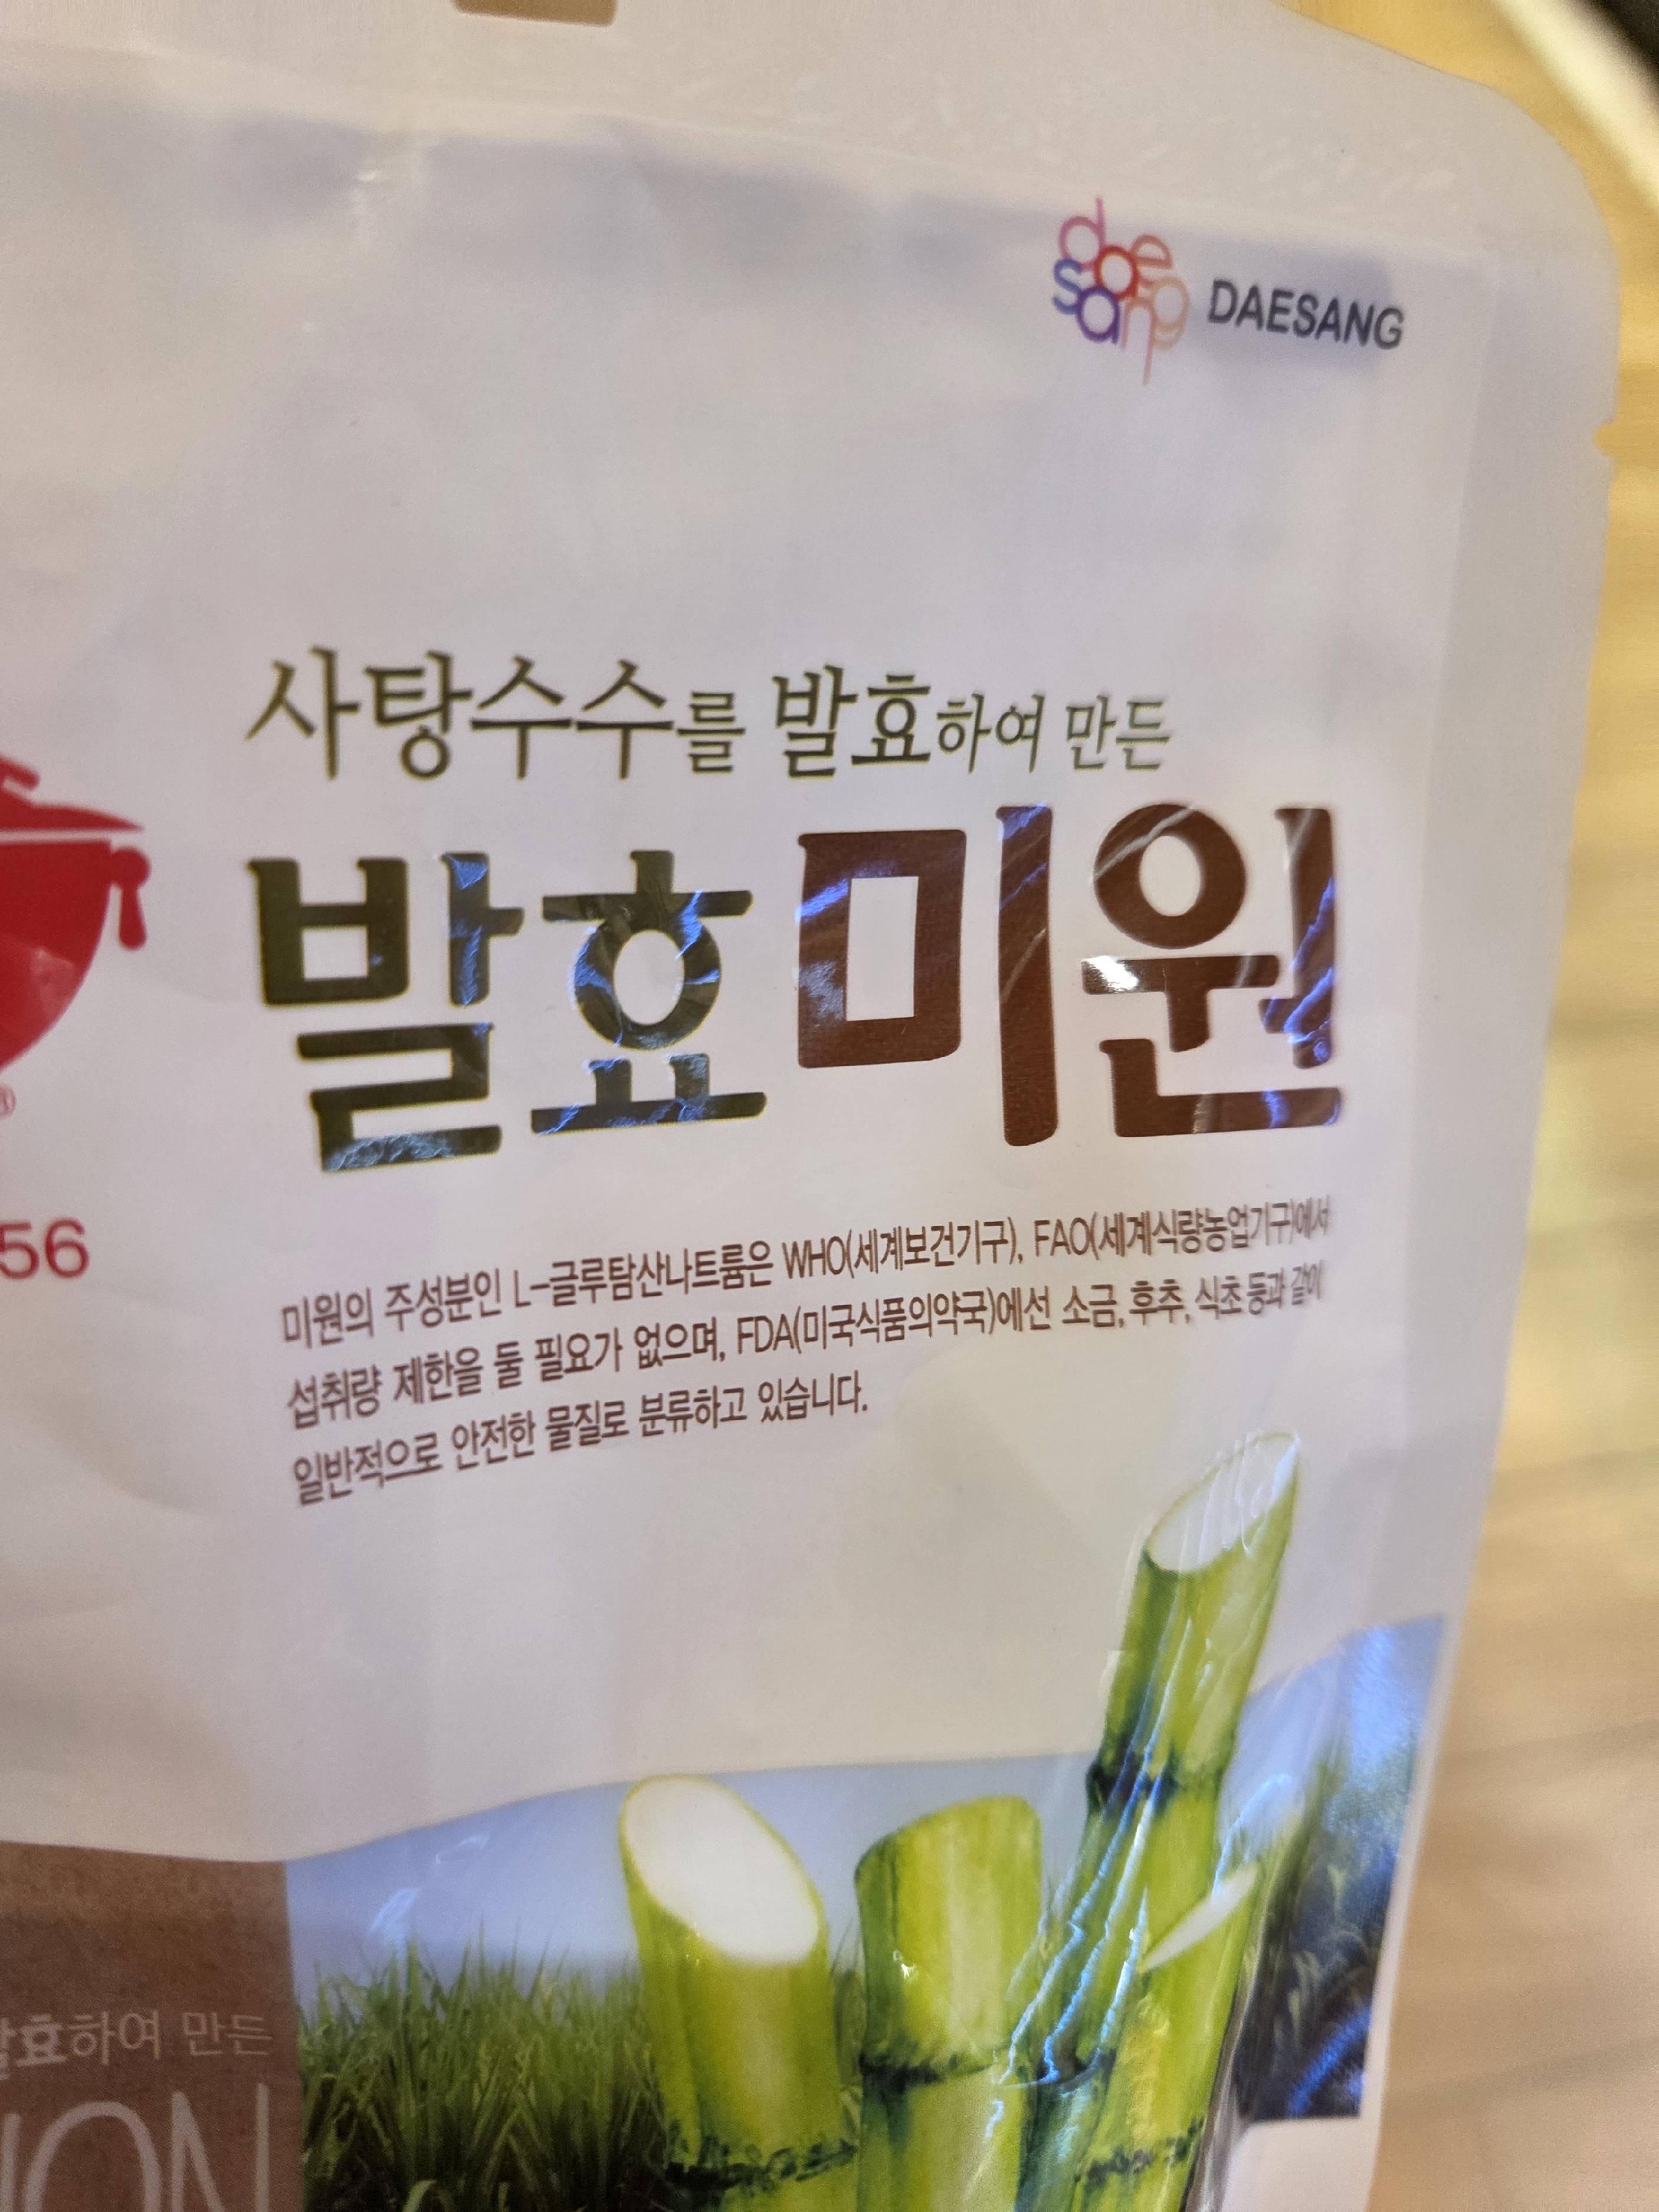 dae
sang
DAESANG
사탕수수를 발효하여 만든
발효미원
®
56
미원의 주성분인 L-글루탐산나트륨은 WHO(세계보건기구), FAO(세계식량농업기구)에서
섭취량 제한을 둘 필요가 없으며, FDA(미국식품의약국)에선 소금, 후추, 식초 등과 같이
일반적으로 안전한 물질로 분류하고 있습니다.
발효하여 만든